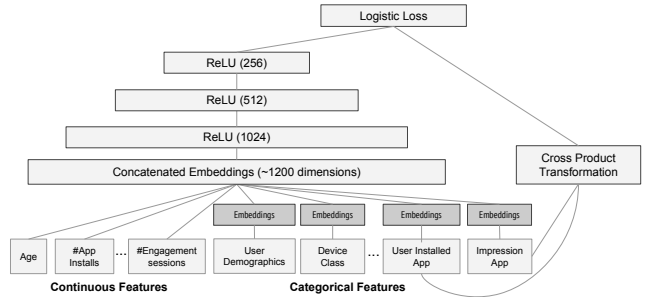 Logistic Loss
ReLU (256)
ReLU (512)
ReLU (1024)
Concatenated Embeddings (~1200 dimensions)
Cross Product
Transformation
Embeddings
Embeddings
Embeddings
Embeddings
Age
#App
Installs
...
#Engagement
sessions
User
Demographics
Device
Class
...
User Installed
App
Impression
App
Continuous Features
Categorical Features